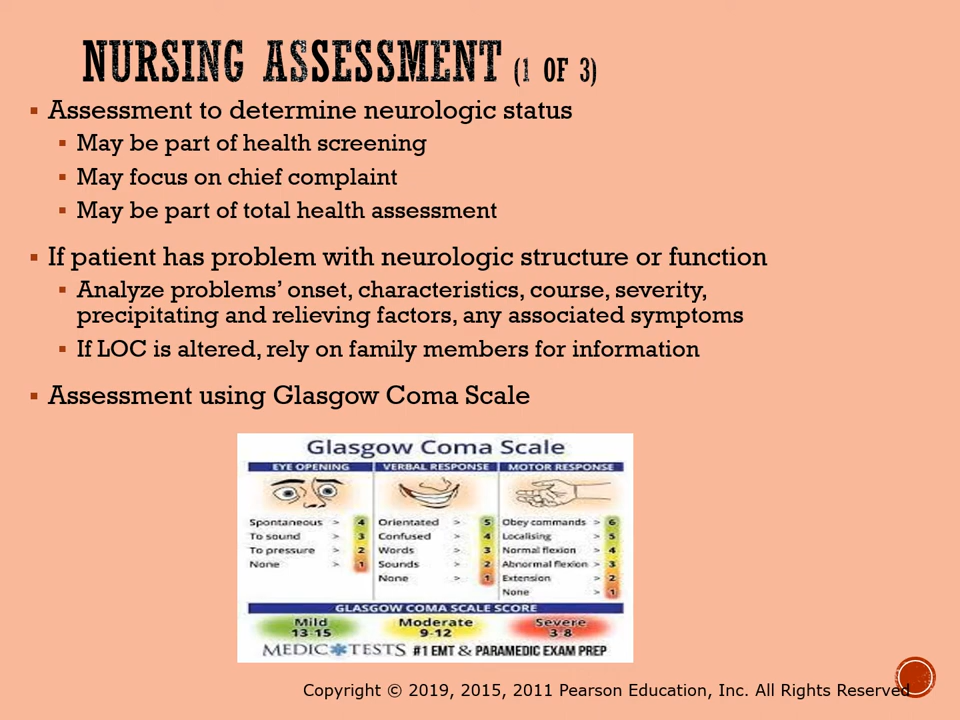 NURSING ASSESSMENT (1 OF 3)
▪ Assessment to determine neurologic status
▪ May be part of health screening
▪ May focus on chief complaint
▪ May be part of total health assessment
▪ If patient has problem with neurologic structure or function
▪ Analyze problems' onset, characteristics, course, severity,
precipitating and relieving factors, any associated symptoms
▪ If LOC is altered, rely on family members for information
▪ Assessment using Glasgow Coma Scale
Glasgow Coma Scale
EYE OPENING
Spontaneous > 4
To sound > 3
To pressure > 2
None > 1
VERBAL RESPONSE
Orientated > 5
Confused > 4
Words > 3
Sounds > 2
None > 1
MOTOR RESPONSE
Obey commands > 6
Localising > 5
Normal flexion > 4
Abnormal flexion > 3
Extension > 2
None > 1
GLASGOW COMA SCALE SCORE
Mild
13-15
Moderate
9-12
Severe
3-8
MEDIC TESTS #1 EMT & PARAMEDIC EXAM PREP
Copyright © 2019, 2015, 2011 Pearson Education, Inc. All Rights Reserved